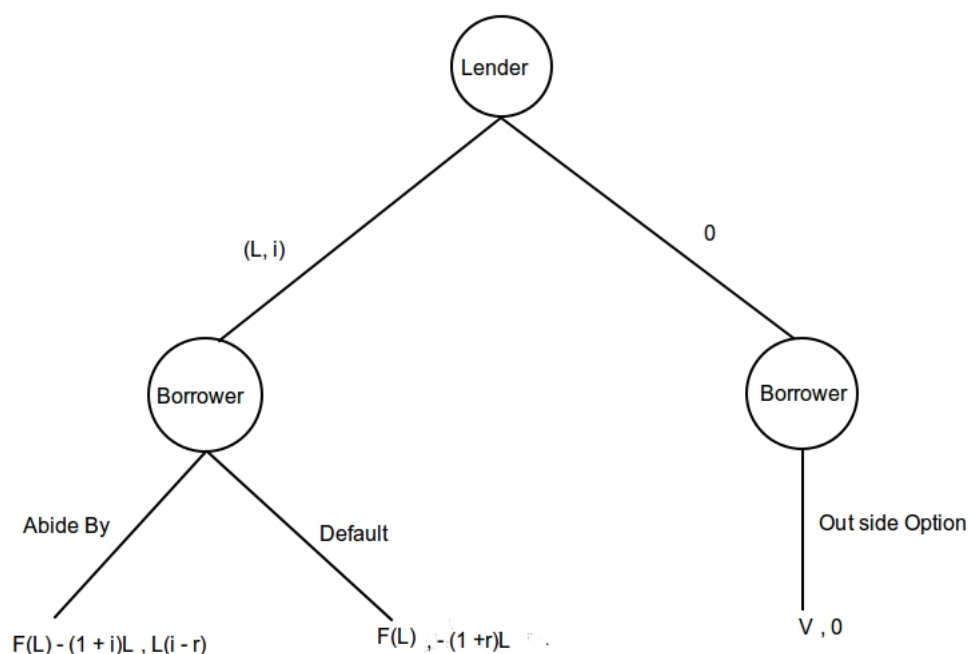 Lender
(L, i)
0
Borrower
Borrower
Abide By
Default
Out side Option
F(L) - (1 + i)L , L(i - r)
F(L) , - (1 +r)L
V , 0